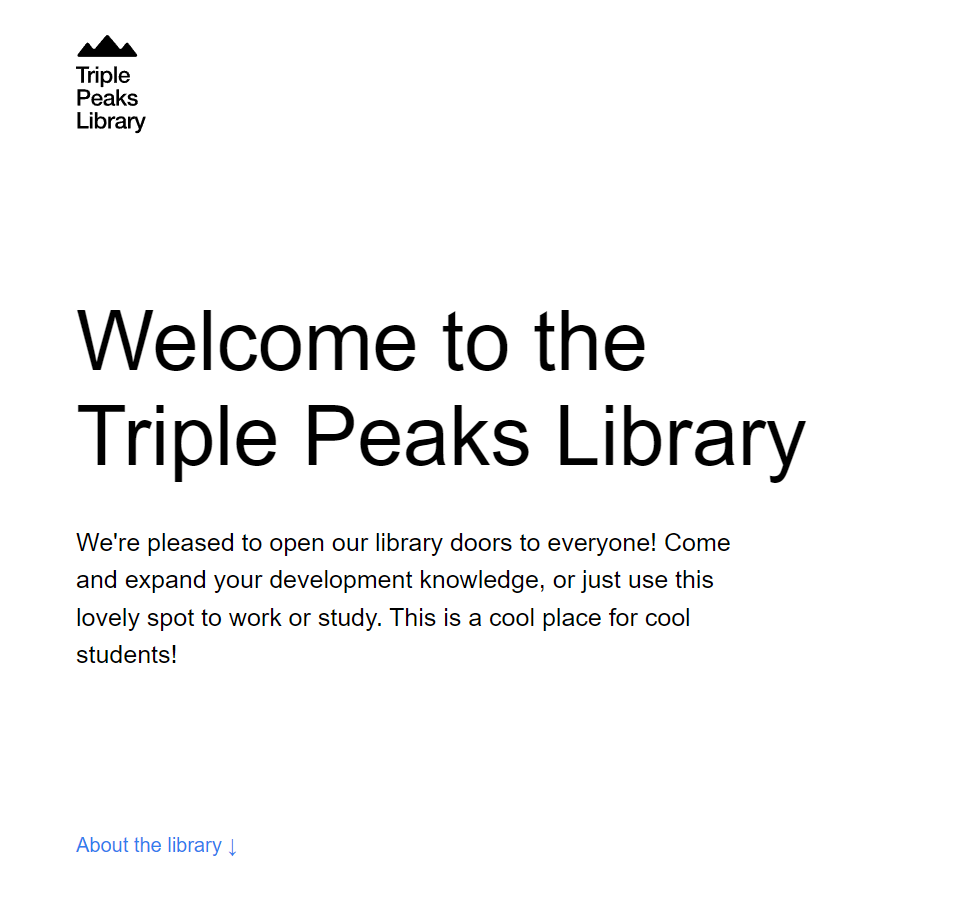 Triple
Peaks
Library
Welcome to the
Triple Peaks Library
We're pleased to open our library doors to everyone! Come
and expand your development knowledge, or just use this
lovely spot to work or study. This is a cool place for cool
students!
About the library ↓